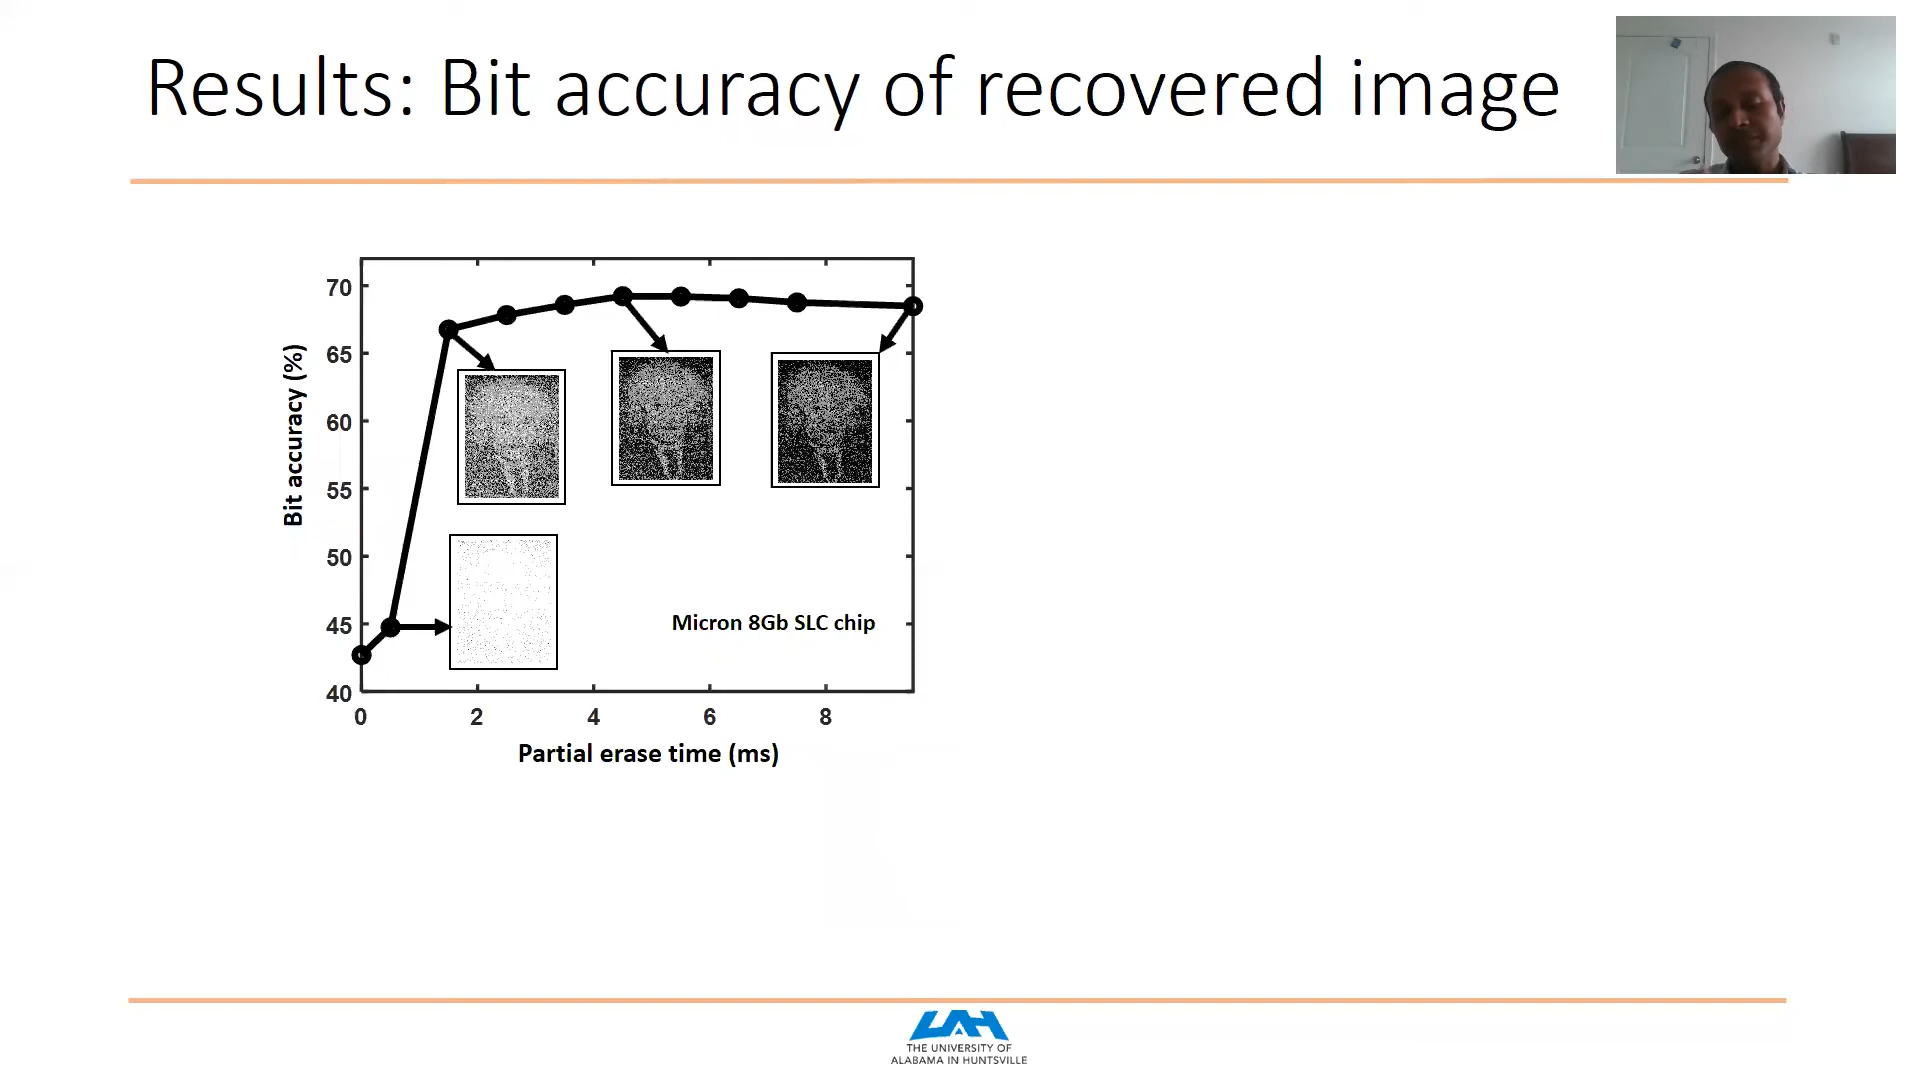 Results: Bit accuracy of recovered image
70
65
60
55
50
45
40
Bit accuracy (%)
Micron 8Gb SLC chip
0 2 4 6 8
Partial erase time (ms)
UAH
THE UNIVERSITY OF
ALABAMA IN HUNTSVILLE